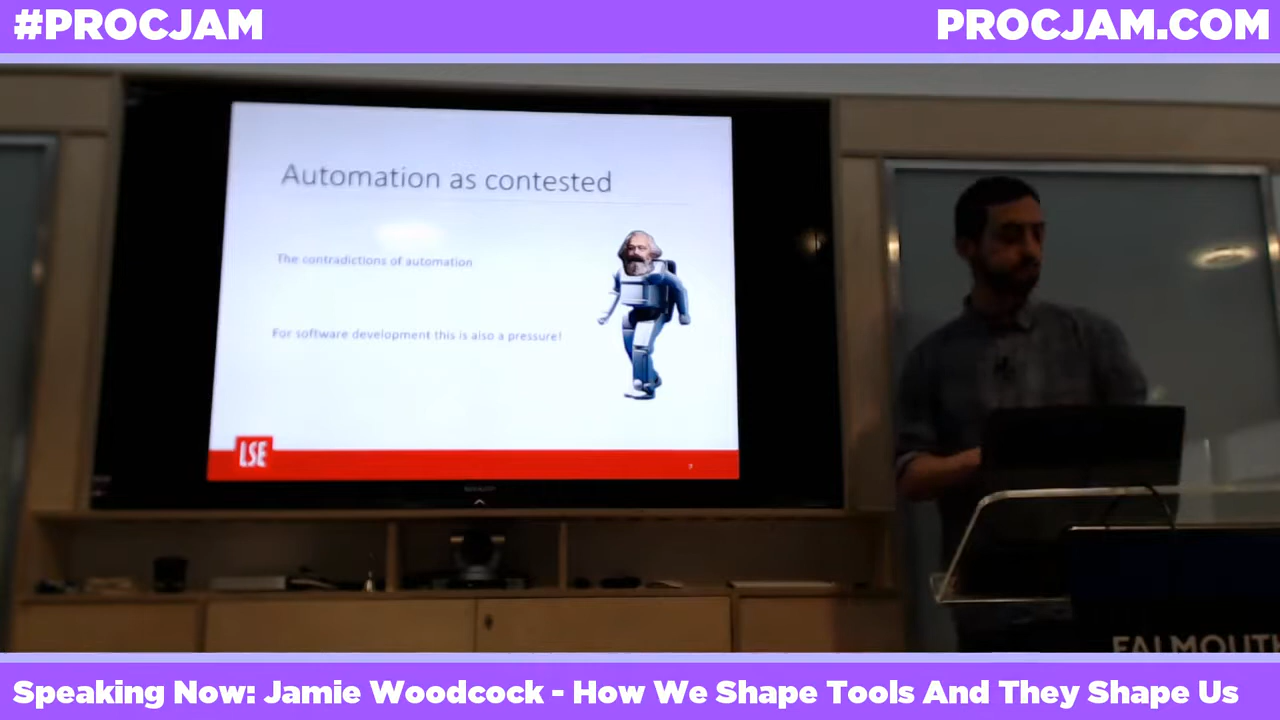 #PROCJAM
PROCJAM.COM
Automation as contested
The contradictions of automation
For software development this is also a pressure!
LSE
7
FALMOUTH
Speaking Now: Jamie Woodcock - How We Shape Tools And They Shape Us